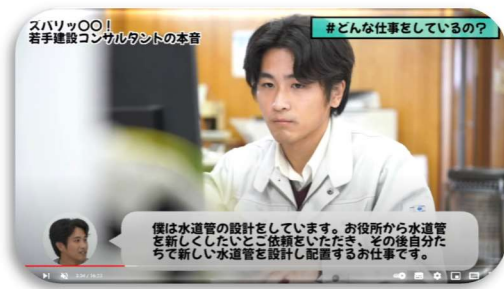 ズバリッ〇〇！
若手建設コンサルタントの本音
#どんな仕事をしているの？
僕は水道管の設計をしています。お役所から水道管
を新しくしたいとご依頼をいただき、その後自分た
ちで新しい水道管を設計し配置するお仕事です。